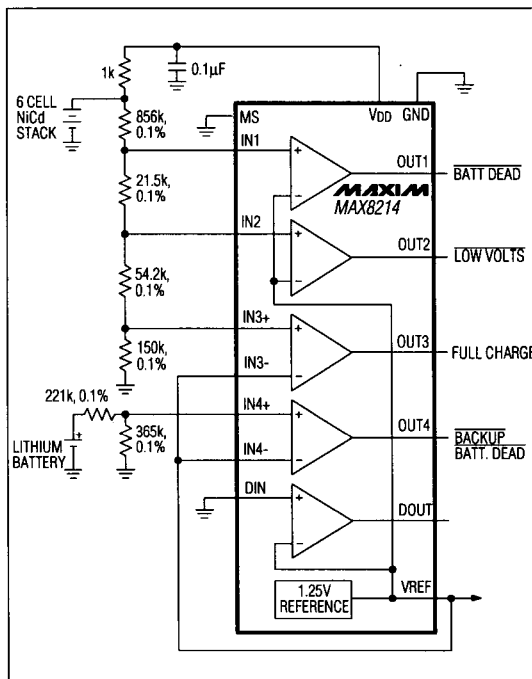 1k
0.1µF
6 CELL
NiCd
STACK
856k,
0.1%
MS
VDD
GND
IN1
OUT1
BATT DEAD
MAXIM
MAX8214
21.5k,
0.1%
IN2
OUT2
LOW VOLTS
54.2k,
0.1%
IN3+
OUT3
FULL CHARGE
150k,
0.1%
IN3-
221k, 0.1%
IN4+
OUT4
BACKUP
BATT. DEAD
365k,
0.1%
IN4-
LITHIUM
BATTERY
+
DIN
DOUT
1.25V
REFERENCE
VREF